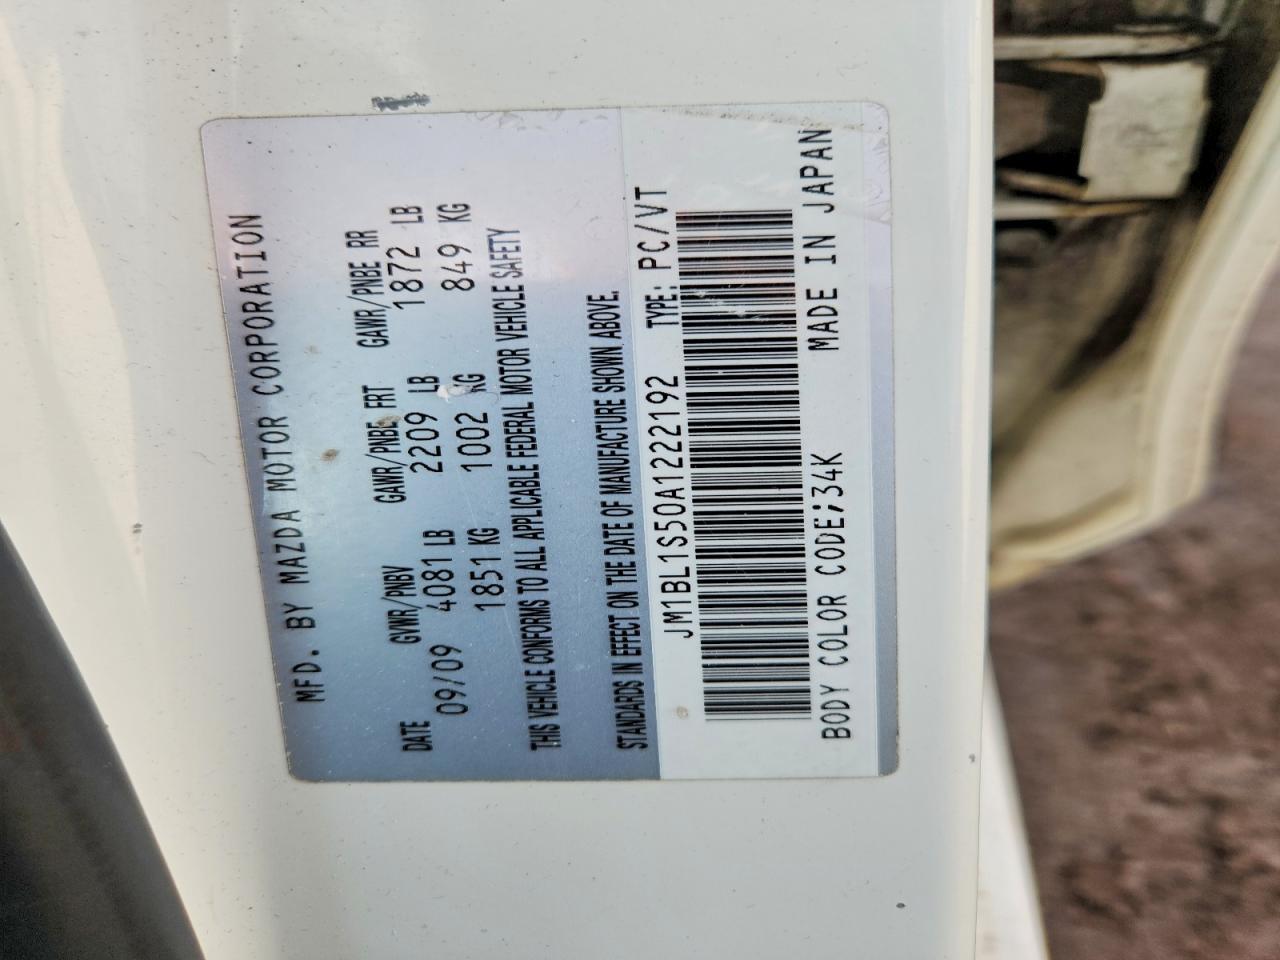 MFD. BY MAZDA MOTOR CORPORATION
DATE GVWR/PNBV GAWR/PNBE FRT GAWR/PNBE RR
09/09 4081 LB 2209 LB 1872 LB
1851 KG 1002 KG 849 KG
THIS VEHICLE CONFORMS TO ALL APPLICABLE FEDERAL MOTOR VEHICLE SAFETY
STANDARDS IN EFFECT ON THE DATE OF MANUFACTURE SHOWN ABOVE.
JM1BL1S50A1222192 TYPE: PC/VT
BODY COLOR CODE;34K MADE IN JAPAN